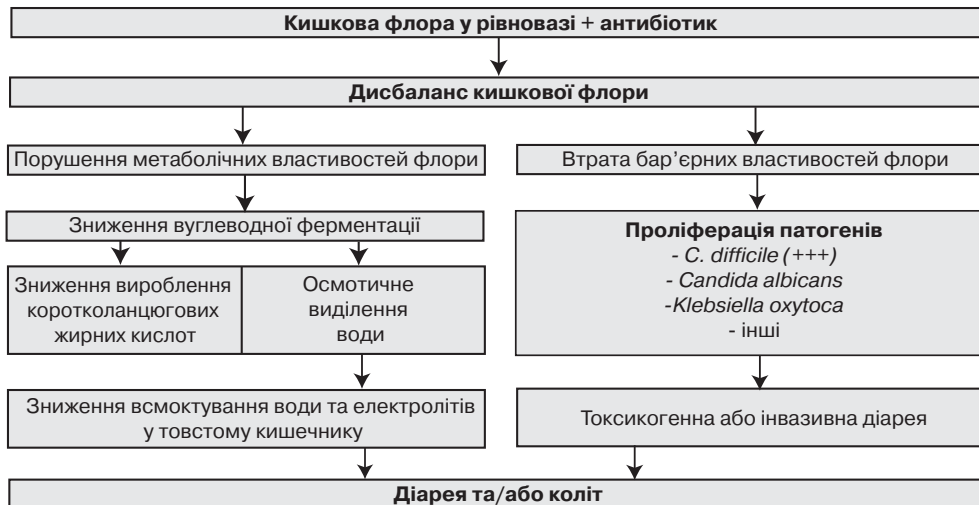 Кишкова флора у рівновазі + антибіотик
Дисбаланс кишкової флори
Порушення метаболічних властивостей флори
Зниження вуглеводної ферментації
Зниження вироблення
коротколанцюгових
жирних кислот
Осмотичне
виділення
води
Зниження всмоктування води та електролітів
у товстому кишечнику
Втрата бар’єрних властивостей флори
Проліферація патогенів
- C. difficile (+++)
- Candida albicans
-Klebsiella oxytoca
- інші
Токсикогенна або інвазивна діарея
Діарея та/або коліт